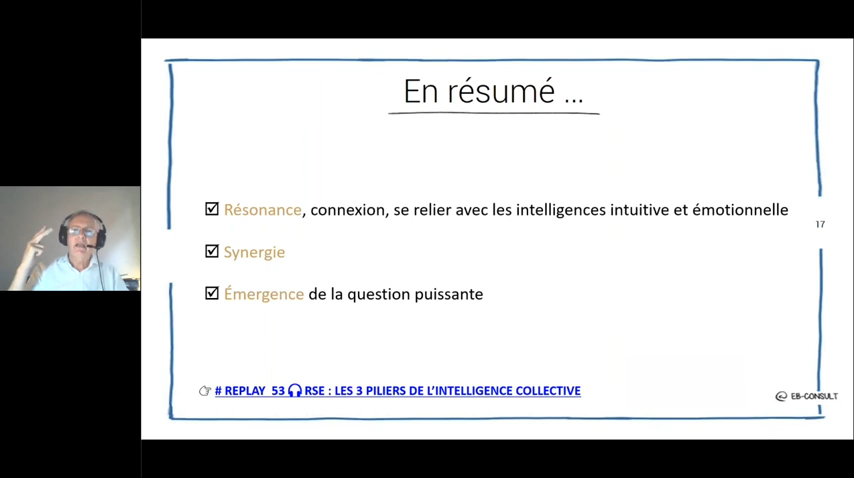 En résumé ...
☑ Résonance, connexion, se relier avec les intelligences intuitive et émotionnelle
17
☑ Synergie
☑ Émergence de la question puissante
👉 # REPLAY 53 🎧 RSE : LES 3 PILIERS DE L'INTELLIGENCE COLLECTIVE
@ EB-CONSULT